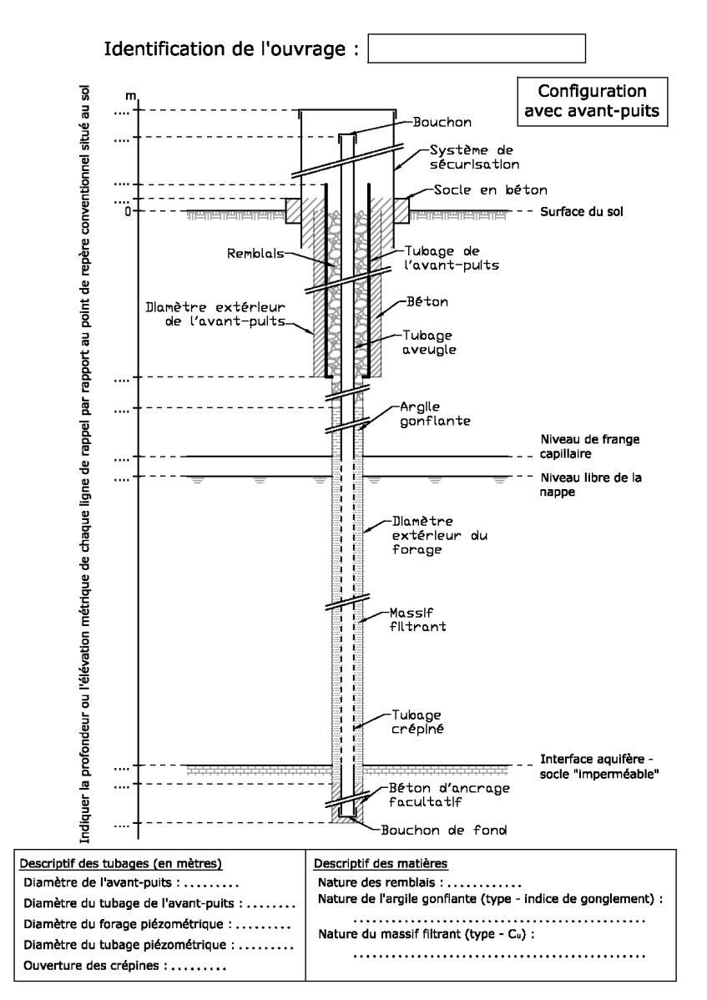 Identification de l'ouvrage :
Configuration
avec avant-puits
Indiquer la profondeur ou l'élévation métrique de chaque ligne de rappel par rapport au point de repère conventionnel situé au sol
m
....
Bouchon
....
Système de
sécurisation
....
Socle en béton
....
0
Surface du sol
Remblais
Tubage de
l'avant-puits
Diamètre extérieur
de l'avant-puits
Béton
Tubage
aveugle
....
....
Argile
gonflante
Niveau de frange
capillaire
....
....
Niveau libre de la
nappe
Diamètre
extérieur du
forage
Massif
filtrant
Tubage
crépiné
Interface aquifère -
socle "imperméable"
....
....
Béton d'ancrage
facultatif
....
Bouchon de fond
Descriptif des tubages (en mètres)
Diamètre de l'avant-puits : .........
Diamètre du tubage de l'avant-puits : ........
Diamètre du forage piézométrique : .........
Diamètre du tubage piézométrique : .........
Ouverture des crépines : .........
Descriptif des matières
Nature des remblais : ............
Nature de l'argile gonflante (type - indice de gonglement) :
................................................
Nature du massif filtrant (type - Cu) :
................................................